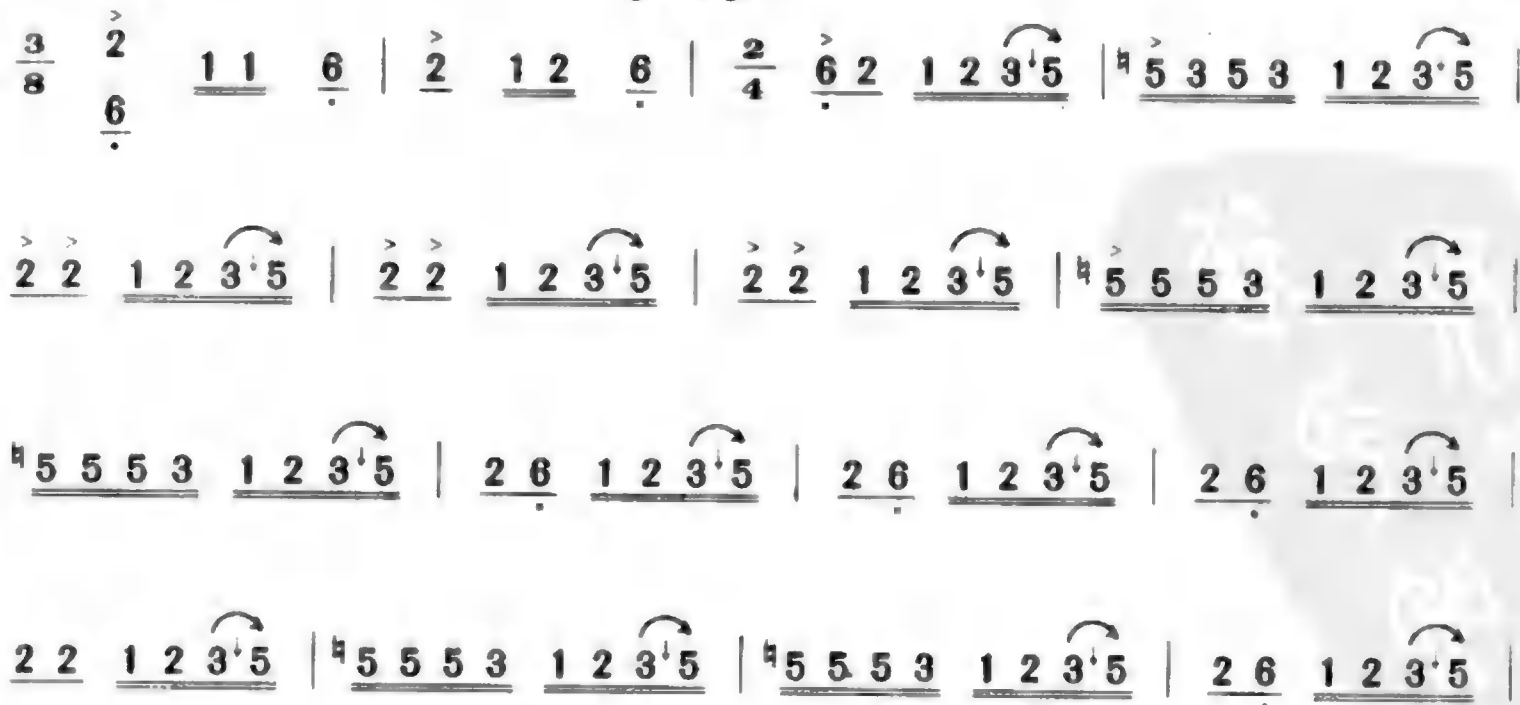 3/8 2 6 1 1 6 | 2 1 2 6 | 2/4 6 2 1 2 3 ↓5 | ♮5 3 5 3 1 2 3 ↓5 |
2 2 1 2 3 ↓5 | 2 2 1 2 3 ↓5 | 2 2 1 2 3 ↓5 | ♮5 5 5 3 1 2 3 ↓5 |
♮5 5 5 3 1 2 3 ↓5 | 2 6 1 2 3 ↓5 | 2 6 1 2 3 ↓5 | 2 6 1 2 3 ↓5 |
2 2 1 2 3 ↓5 | ♮5 5 5 3 1 2 3 ↓5 | ♮5 5. 5 3 1 2 3 ↓5 | 2 6 1 2 3 ↓5 |